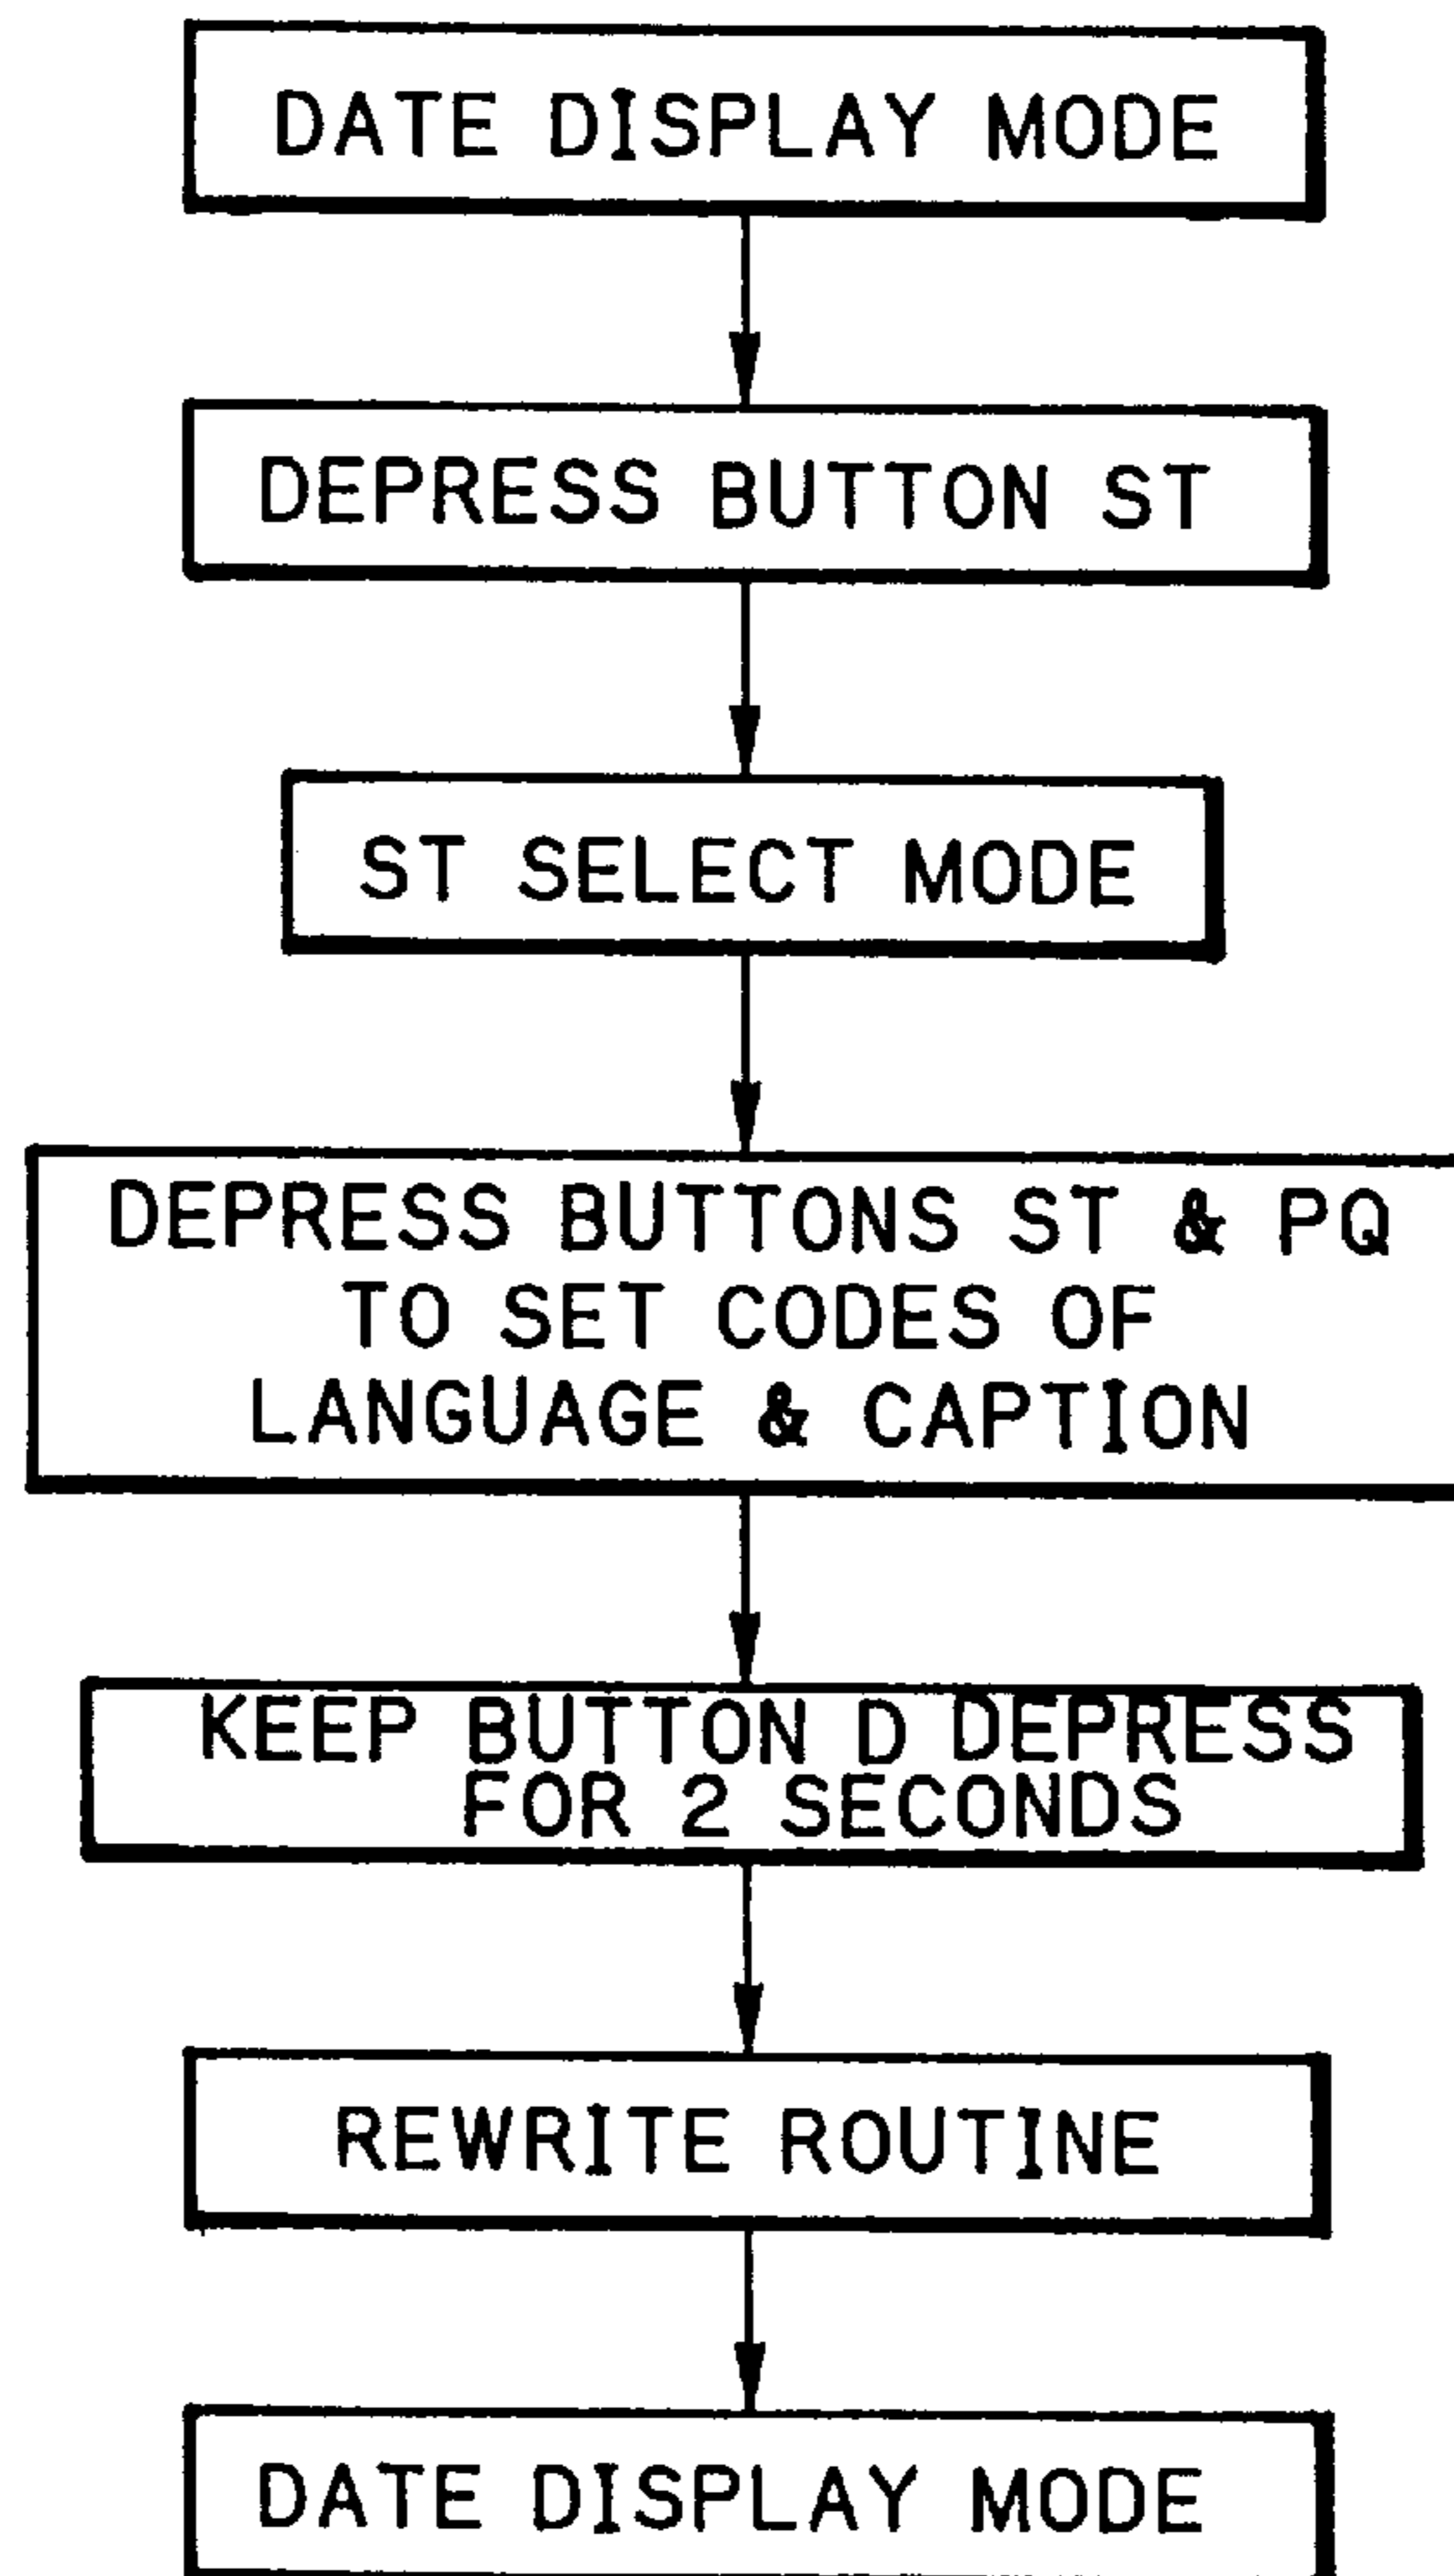 DATE DISPLAY MODE
DEPRESS BUTTON ST
ST SELECT MODE
DEPRESS BUTTONS ST & PQ
TO SET CODES OF
LANGUAGE & CAPTION
KEEP BUTTON D DEPRESS
FOR 2 SECONDS
REWRITE ROUTINE
DATE DISPLAY MODE